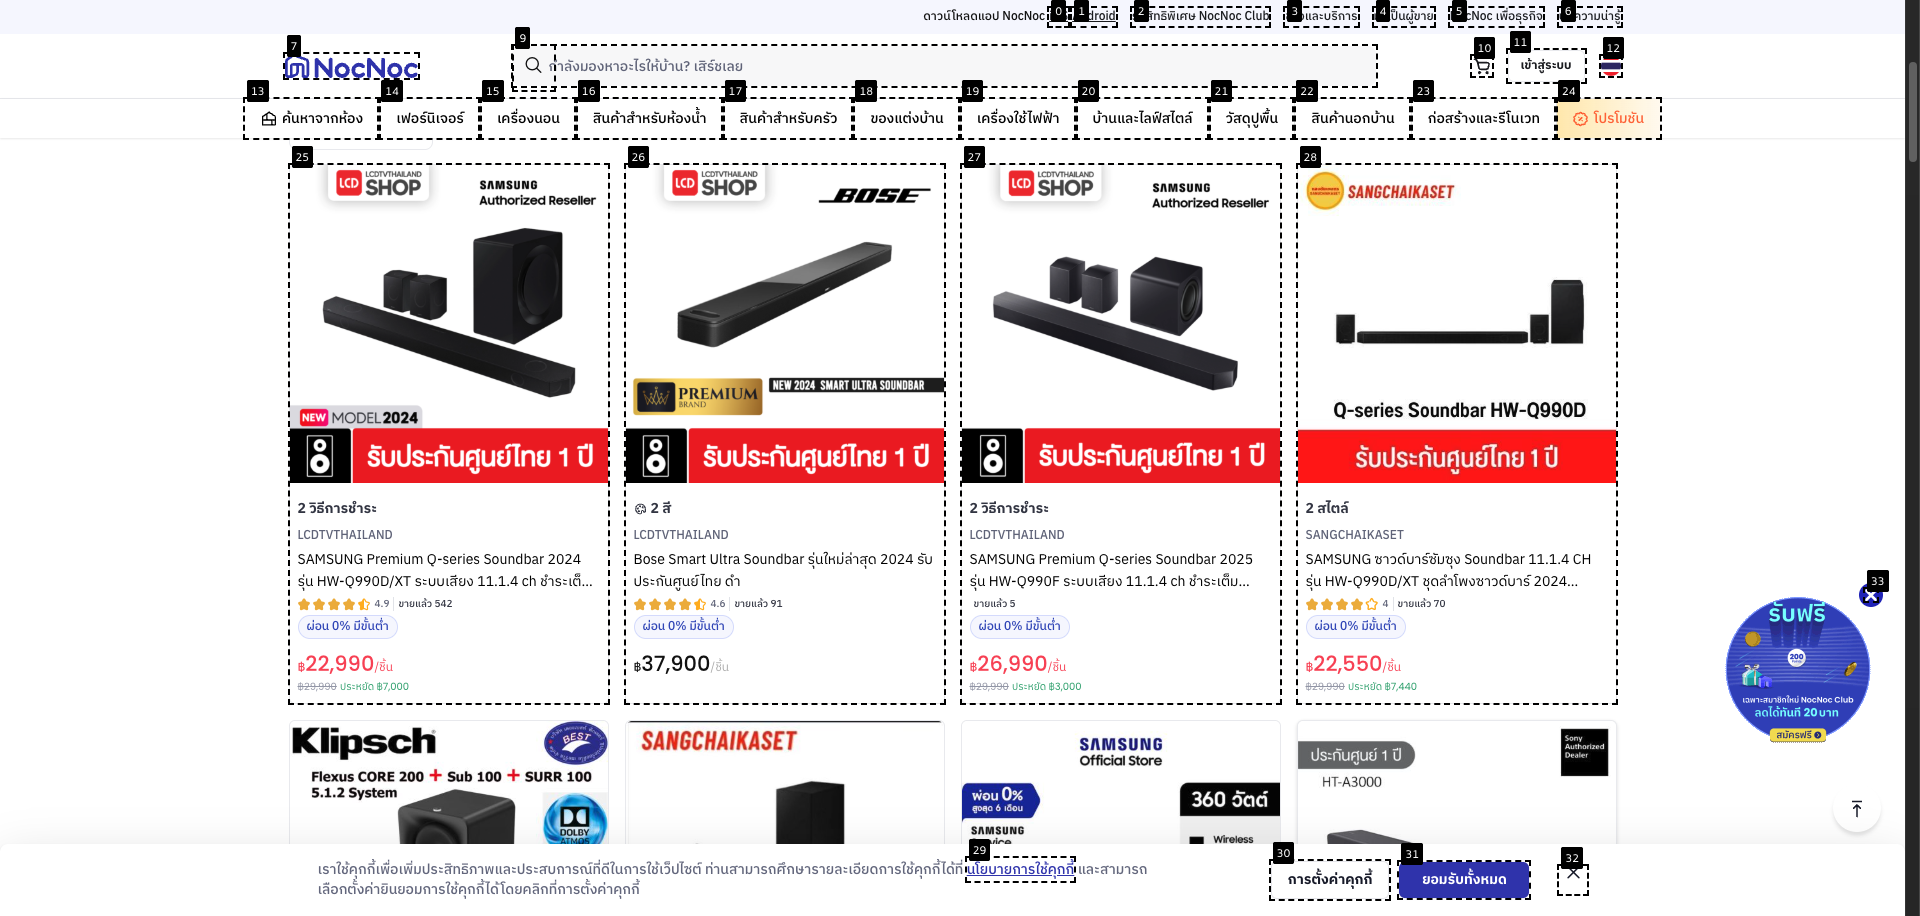 ดาวน์โหลดแอป NocNoc
NocNoc Club
และบริการ
NocNoc
กำลังมองหาอะไรให้บ้าน? เสิร์ชเลย
เข้าสู่ระบบ
ค้นหาจากห้อง
เฟอร์นิเจอร์
เครื่องนอน
สินค้าสำหรับห้องน้ำ
สินค้าสำหรับครัว
ของแต่งบ้าน
เครื่องใช้ไฟฟ้า
บ้านและไลฟ์สไตล์
วัสดุปูพื้น
สินค้านอกบ้าน
ก่อสร้างและรีโนเวท
โปรโมชัน
LCD LCDTVTHAILAND SHOP
SAMSUNG
Authorized Reseller
NEW MODEL 2024
รับประกันศูนย์ไทย 1 ปี
2 วิธีการชำระ
LCDTVTHAILAND
SAMSUNG Premium Q-series Soundbar 2024
รุ่น HW-Q990D/XT ระบบเสียง 11.1.4 ch ชำระเต็...
4.9 ขายแล้ว 542
ผ่อน 0% มีขั้นต่ำ
฿22,990/ชิ้น
฿29,990 ประหยัด ฿7,000
LCD LCDTVTHAILAND SHOP
BOSE
PREMIUM BRAND
NEW 2024 SMART ULTRA SOUNDBAR
รับประกันศูนย์ไทย 1 ปี
2 สี
LCDTVTHAILAND
Bose Smart Ultra Soundbar รุ่นใหม่ล่าสุด 2024 รับ
ประกันศูนย์ไทย ดำ
4.6 ขายแล้ว 91
ผ่อน 0% มีขั้นต่ำ
฿37,900/ชิ้น
LCD LCDTVTHAILAND SHOP
SAMSUNG
Authorized Reseller
รับประกันศูนย์ไทย 1 ปี
2 วิธีการชำระ
LCDTVTHAILAND
SAMSUNG Premium Q-series Soundbar 2025
รุ่น HW-Q990F ระบบเสียง 11.1.4 ch ชำระเต็ม...
ขายแล้ว 5
ผ่อน 0% มีขั้นต่ำ
฿26,990/ชิ้น
฿29,990 ประหยัด ฿3,000
SANGCHAIKASET
Q-series Soundbar HW-Q990D
รับประกันศูนย์ไทย 1 ปี
2 สไตล์
SANGCHAIKASET
SAMSUNG ซาวด์บาร์ซัมซุง Soundbar 11.1.4 CH
รุ่น HW-Q990D/XT ชุดลำโพงซาวด์บาร์ 2024...
4 ขายแล้ว 70
ผ่อน 0% มีขั้นต่ำ
฿22,550/ชิ้น
฿29,990 ประหยัด ฿7,440
Klipsch
BEST
Flexus CORE 200 + Sub 100 + SURR 100
5.1.2 System
DOLBY
ATMOS
SANGCHAIKASET
SAMSUNG
Official Store
ผ่อน 0%
สูงสุด 6 เดือน
SAMSUNG
360 วัตต์
Wireless
ประกันศูนย์ 1 ปี
HT-A3000
Sony
Authorized
Dealer
รับฟรี
200
เฉพาะสมาชิกใหม่ NocNoc Club
ลดได้ทันที 20 บาท
สมัครฟรี
เราใช้คุกกี้เพื่อเพิ่มประสิทธิภาพและประสบการณ์ที่ดีในการใช้เว็ปไซต์ ท่านสามารถศึกษารายละเอียดการใช้คุกกี้ได้ที่ นโยบายการใช้คุกกี้ และสามารถ
เลือกตั้งค่ายินยอมการใช้คุกกี้ได้โดยคลิกที่การตั้งค่าคุกกี้
การตั้งค่าคุกกี้
ยอมรับทั้งหมด
0
1
2
3
4
5
6
7
9
10
11
12
13
14
15
16
17
18
19
20
21
22
23
24
25
26
27
28
29
30
31
32
33